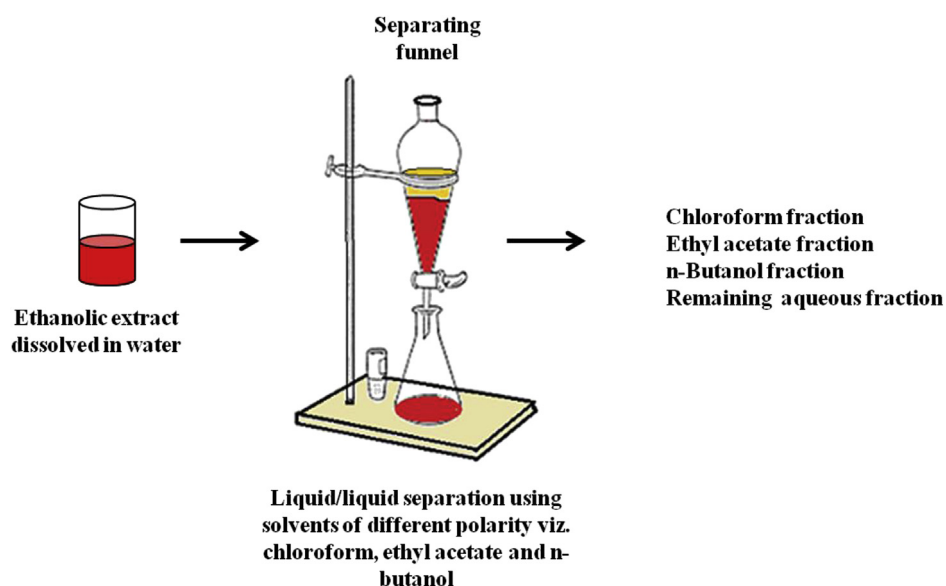 Separating
funnel
Ethanolic extract
dissolved in water
Liquid/liquid separation using
solvents of different polarity viz.
chloroform, ethyl acetate and n-
butanol
Chloroform fraction
Ethyl acetate fraction
n-Butanol fraction
Remaining aqueous fraction